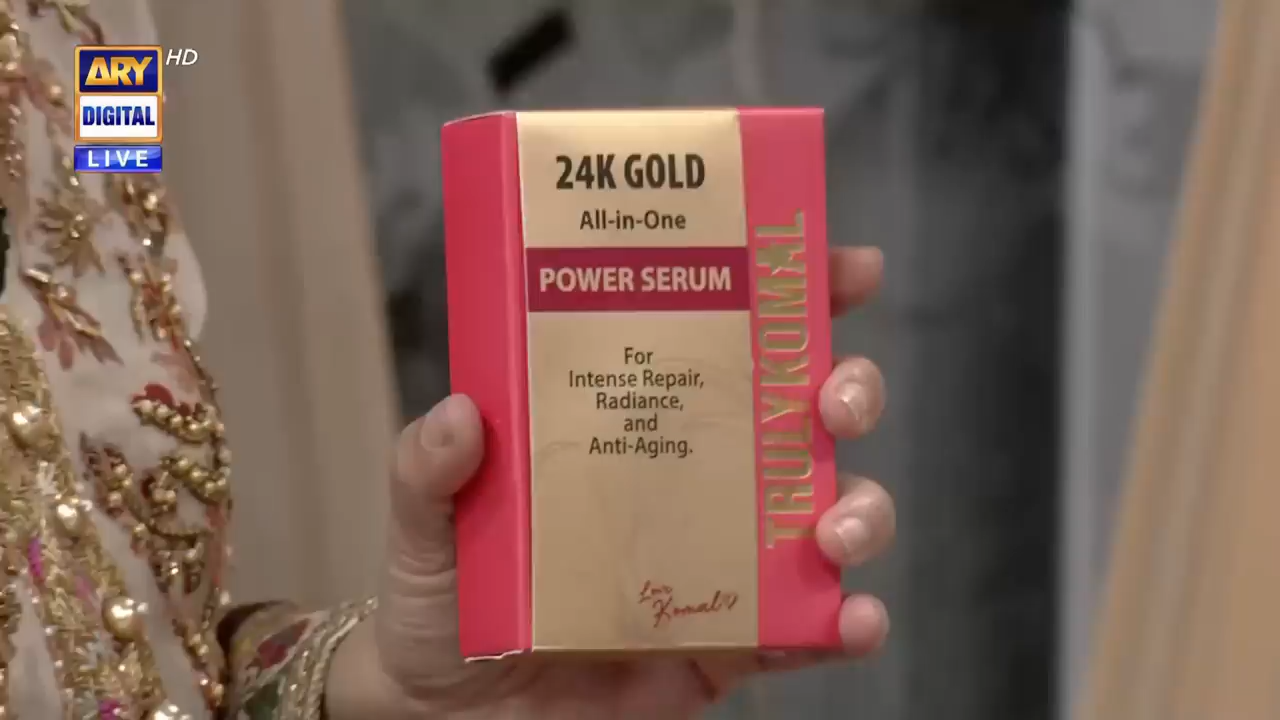 ARY
DIGITAL
LIVE
HD
24K GOLD
All-in-One
POWER SERUM
For
Intense Repair,
Radiance,
and
Anti-Aging.
Love
Komal
TRULY KOMAL